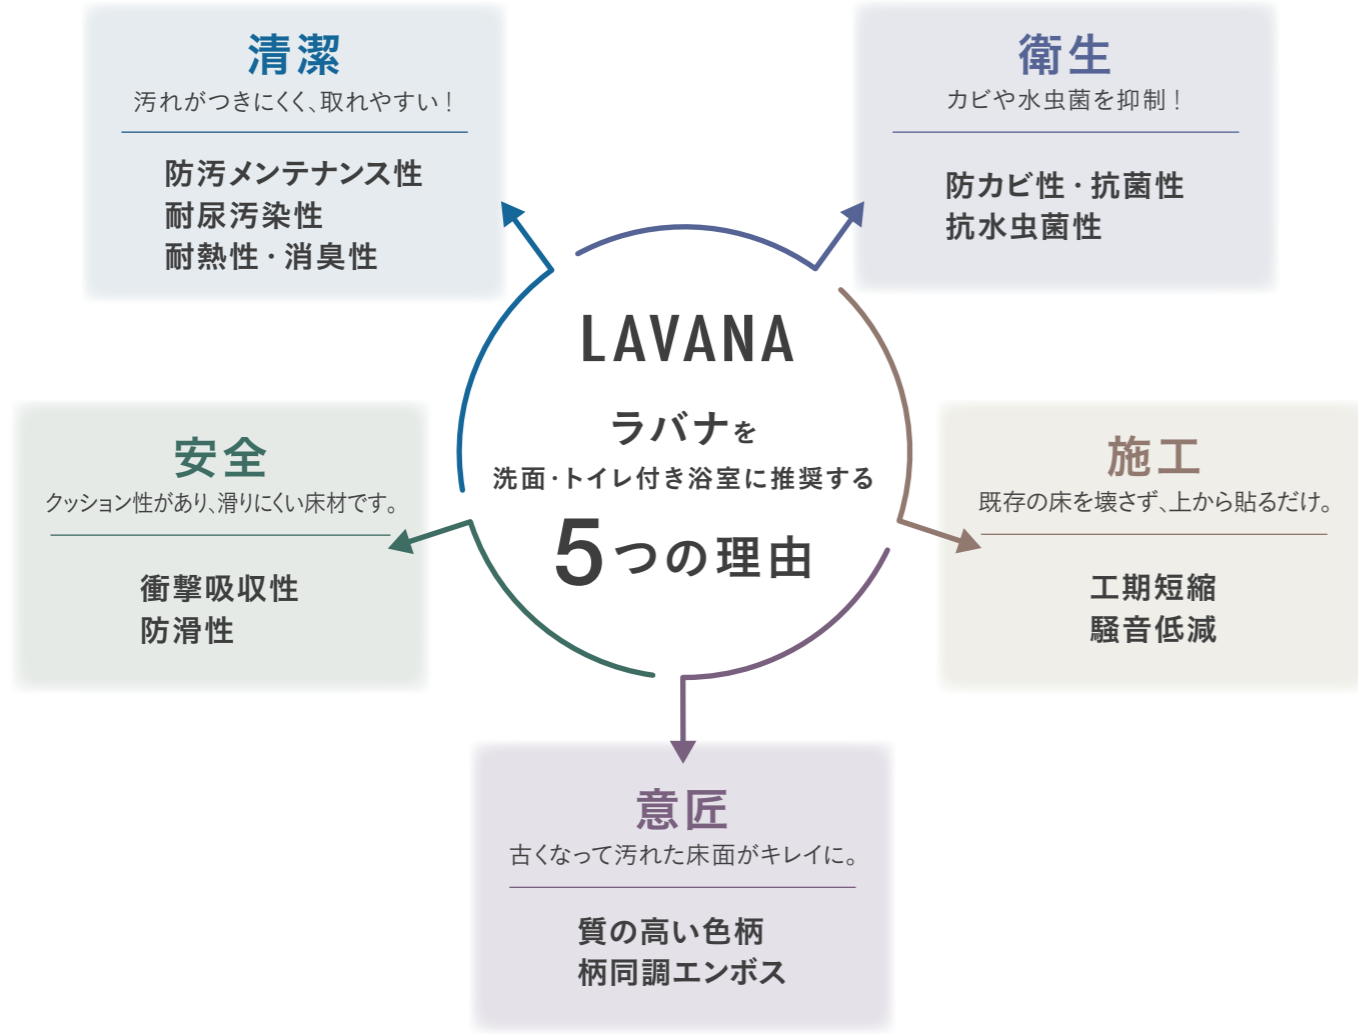 清潔
汚れがつきにくく、取れやすい！
防汚メンテナンス性
耐尿汚染性
耐熱性・消臭性
衛生
カビや水虫菌を抑制！
防カビ性・抗菌性
抗水虫菌性
LAVANA
ラバナを
洗面・トイレ付き浴室に推奨する
5つの理由
安全
クッション性があり、滑りにくい床材です。
衝撃吸収性
防滑性
施工
既存の床を壊さず、上から貼るだけ。
工期短縮
騒音低減
意匠
古くなって汚れた床面がキレイに。
質の高い色柄
柄同調エンボス